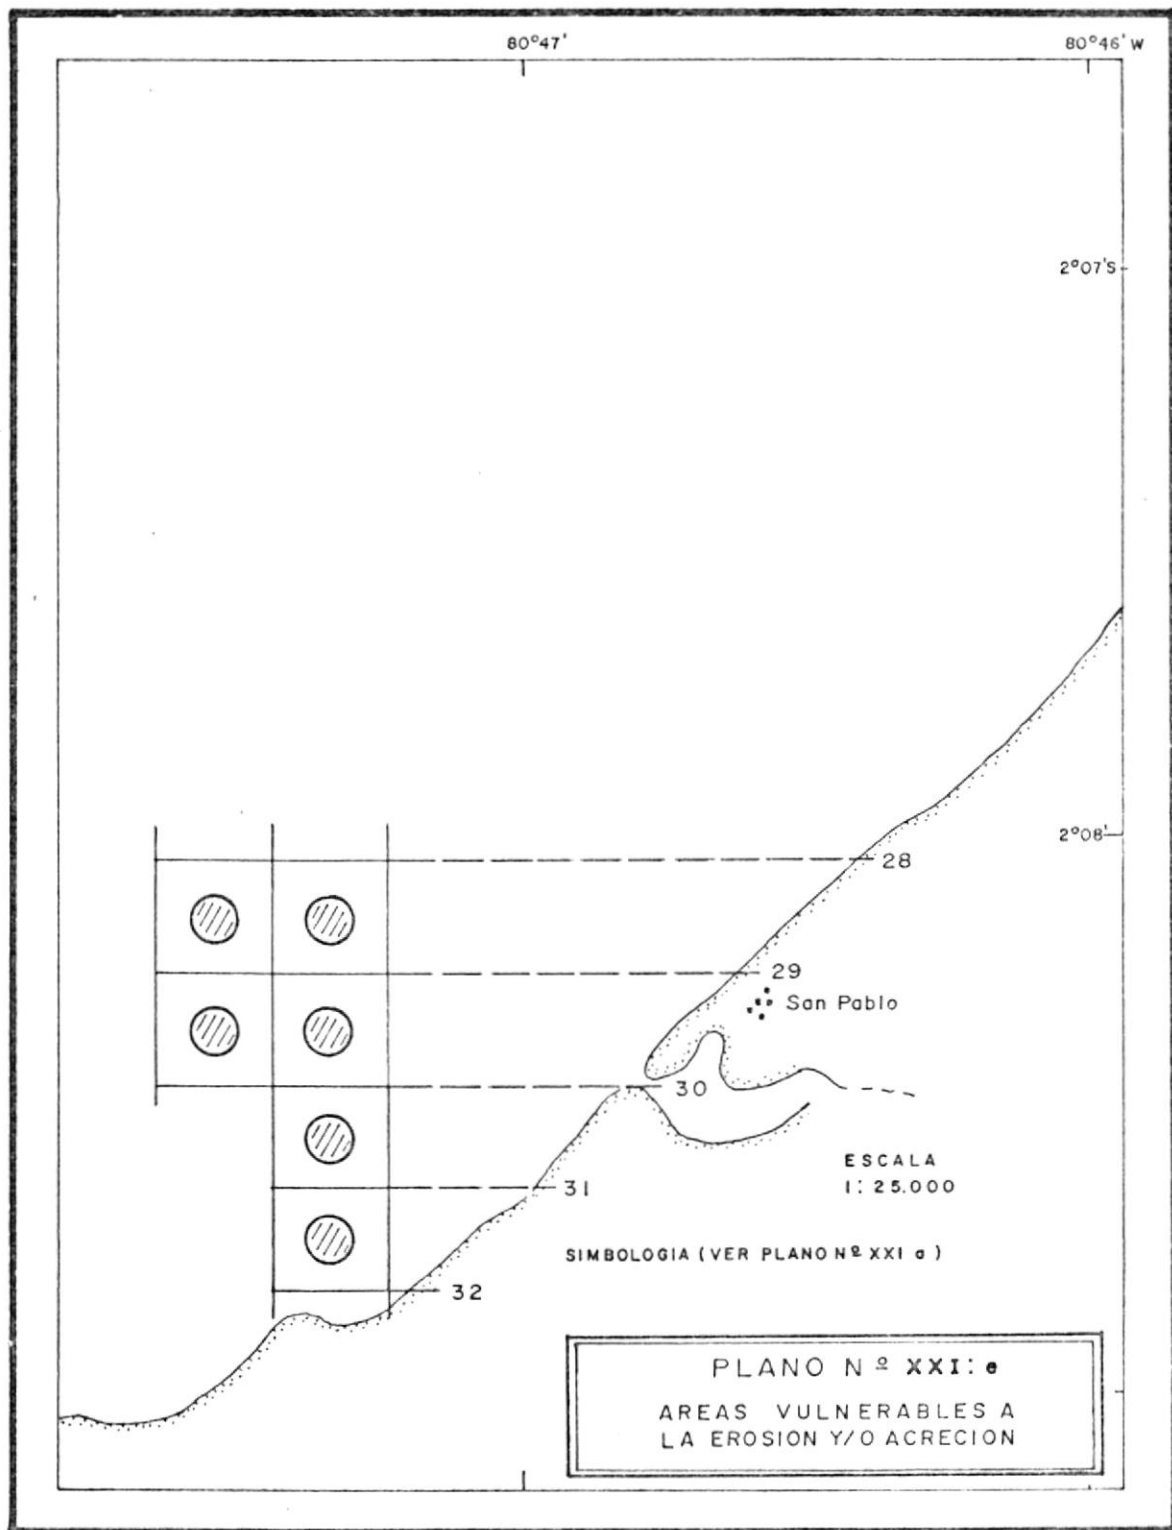 80°47'
80°46' W
2°07'S
2°08'
28
29
San Pablo
30
ESCALA
1: 25.000
31
SIMBOLOGIA (VER PLANO Nº XXI a)
32
PLANO Nº XXI: e
AREAS VULNERABLES A
LA EROSION Y/O ACRECION